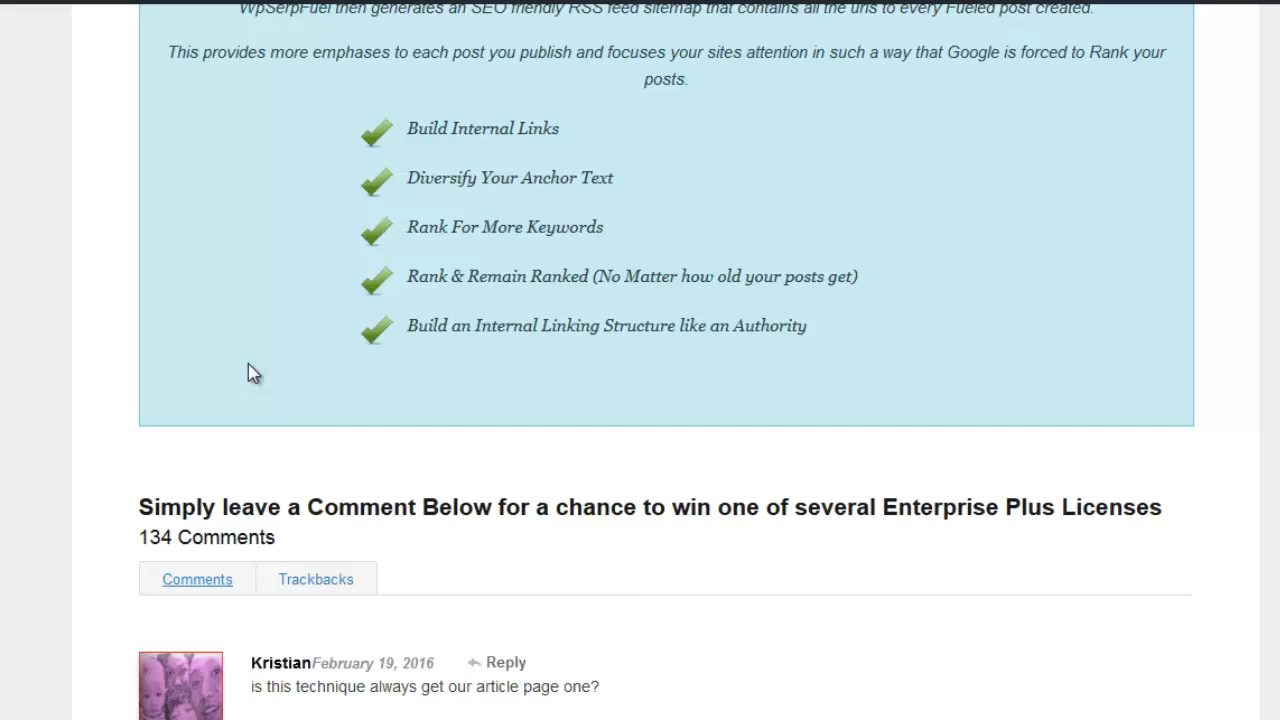 WpSerpFuel then generates an SEO friendly RSS feed sitemap that contains all the urls to every Fueled post created.
This provides more emphases to each post you publish and focuses your sites attention in such a way that Google is forced to Rank your
posts.
Build Internal Links
Diversify Your Anchor Text
Rank For More Keywords
Rank & Remain Ranked (No Matter how old your posts get)
Build an Internal Linking Structure like an Authority
Simply leave a Comment Below for a chance to win one of several Enterprise Plus Licenses
134 Comments
Comments Trackbacks
Kristian February 19, 2016 Reply
is this technique always get our article page one?